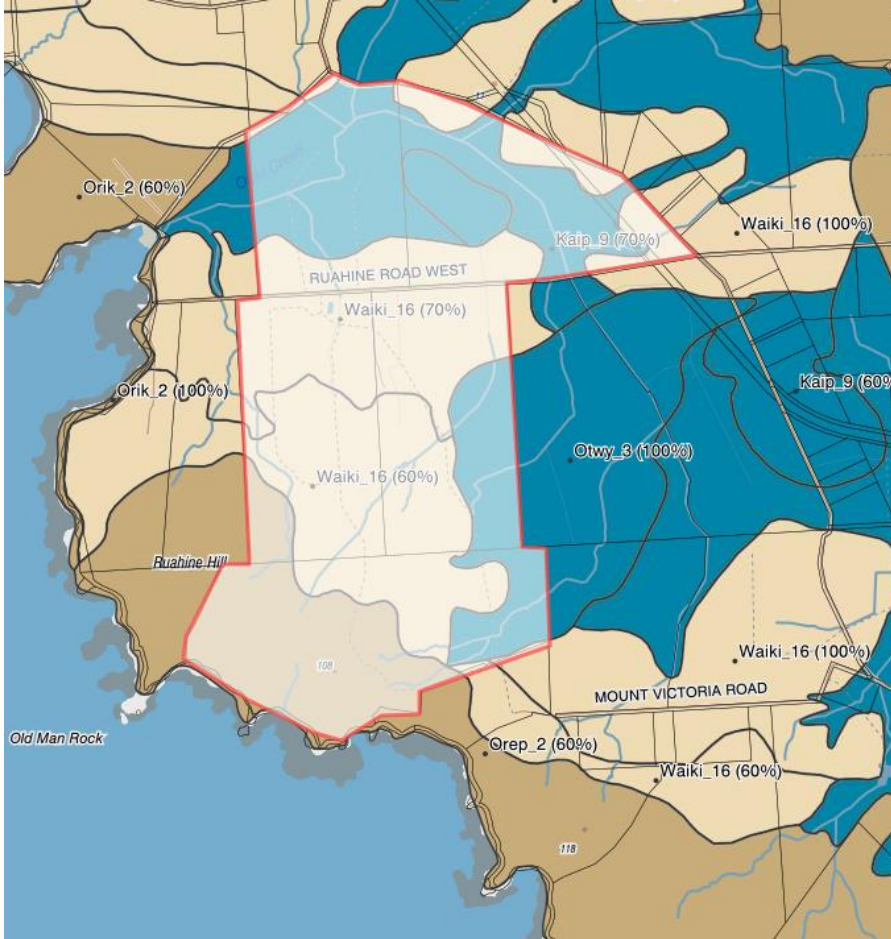 11
Orik_2 (60%)
Waiki_16 (100%)
Kaip_9 (70%)
RUAHINE ROAD WEST
Waiki_16 (70%)
Orik_2 (100%)
Kaip_9 (60%
Otwy_3 (100%)
Waiki_16 (60%)
Ruahine Hill
Waiki_16 (100%)
108
MOUNT VICTORIA ROAD
Old Man Rock
Orep_2 (60%)
Waiki_16 (60%)
118